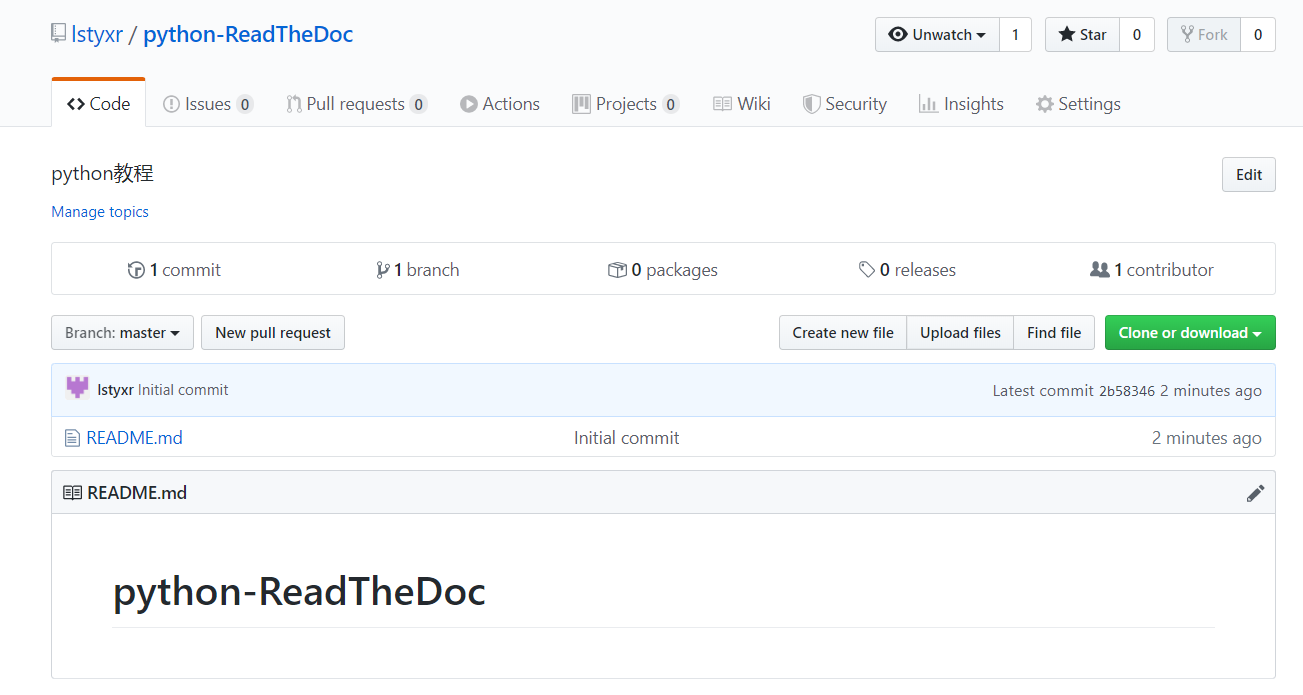 lstyxr / python-ReadTheDoc
Unwatch 1 Star 0 Fork 0
Code Issues 0 Pull requests 0 Actions Projects 0 Wiki Security Insights Settings
python教程 Edit
Manage topics
1 commit 1 branch 0 packages 0 releases 1 contributor
Branch: master New pull request Create new file Upload files Find file Clone or download
lstyxr Initial commit Latest commit 2b58346 2 minutes ago
README.md Initial commit 2 minutes ago
README.md
python-ReadTheDoc